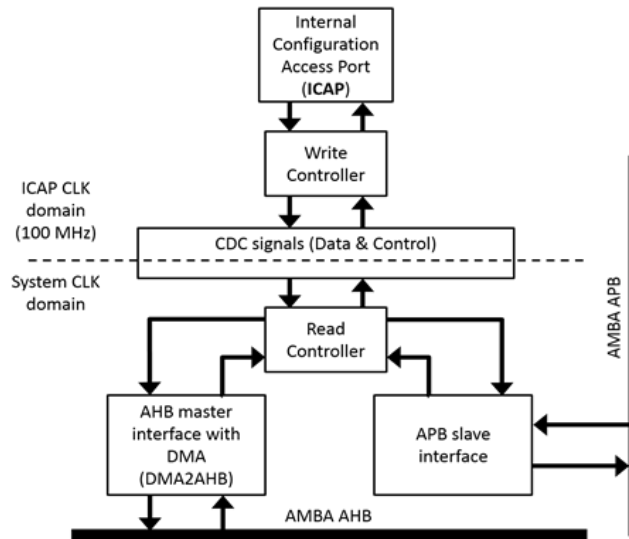 Internal
Configuration
Access Port
(ICAP)
Write
Controller
ICAP CLK
domain
(100 MHz)
CDC signals (Data & Control)
System CLK
domain
Read
Controller
AMBA APB
AHB master
interface with
DMA
(DMA2AHB)
APB slave
interface
AMBA AHB